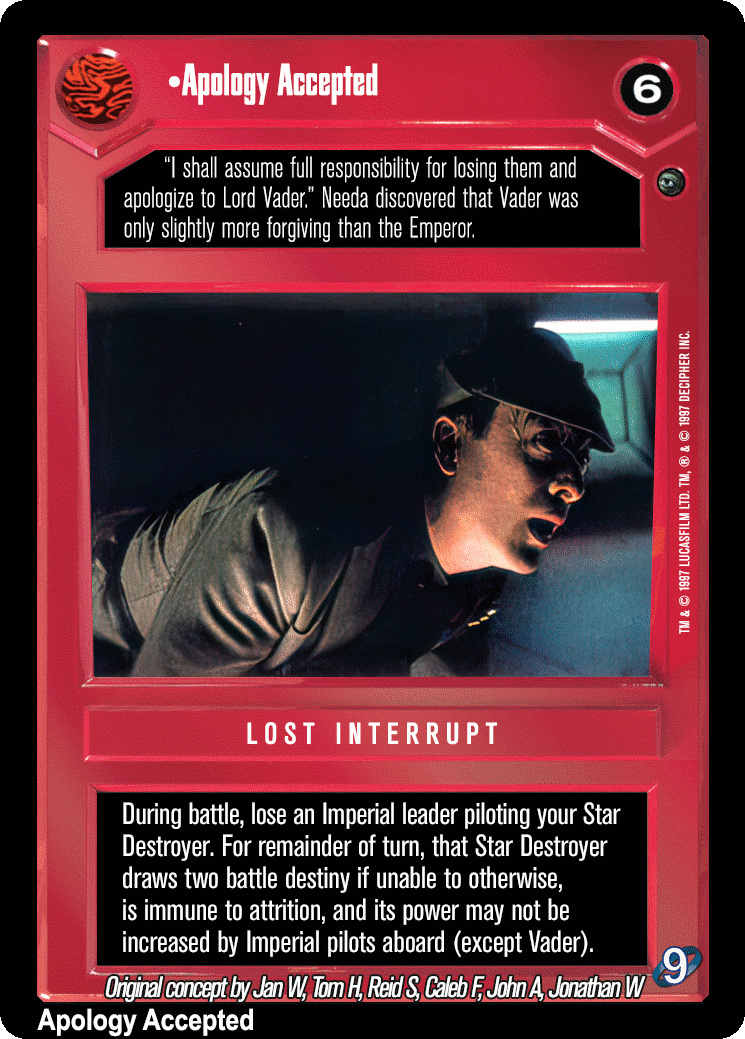 •Apology Accepted
6
“I shall assume full responsibility for losing them and
apologize to Lord Vader.” Needa discovered that Vader was
only slightly more forgiving than the Emperor.
TM & © 1997 LUCASFILM LTD. TM, ® & © 1997 DECIPHER INC.
LOST INTERRUPT
During battle, lose an Imperial leader piloting your Star
Destroyer. For remainder of turn, that Star Destroyer
draws two battle destiny if unable to otherwise,
is immune to attrition, and its power may not be
increased by Imperial pilots aboard (except Vader).
9
Original concept by Jan W, Tom H, Reid S, Caleb F, John A, Jonathan W
Apology Accepted